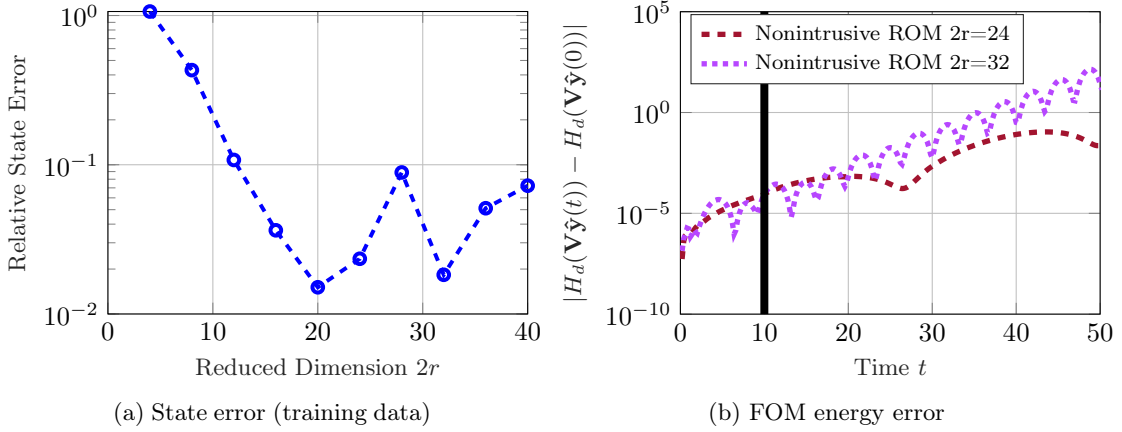 10^0
10^{-1}
10^{-2}
0
10
20
30
40
Relative State Error
Reduced Dimension 2r
(a) State error (training data)
10^5
10^0
10^{-5}
10^{-10}
0
10
20
30
40
50
|H_d(Vŷ(t)) − H_d(Vŷ(0))|
Time t
Nonintrusive ROM 2r=24
Nonintrusive ROM 2r=32
(b) FOM energy error